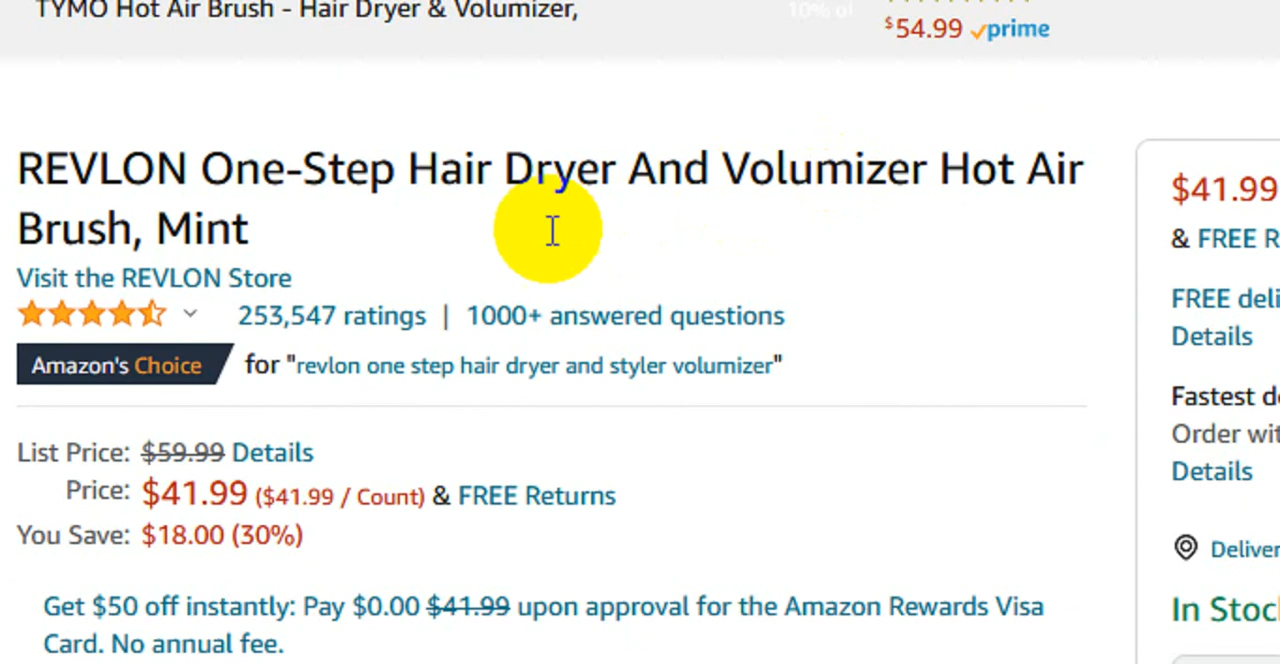 TYMO Hot Air Brush - Hair Dryer & Volumizer,
10% of
$54.99 prime
REVLON One-Step Hair Dryer And Volumizer Hot Air
Brush, Mint
Visit the REVLON Store
253,547 ratings | 1000+ answered questions
Amazon's Choice for "revlon one step hair dryer and styler volumizer"
List Price: $59.99 Details
Price: $41.99 ($41.99 / Count) & FREE Returns
You Save: $18.00 (30%)
Get $50 off instantly: Pay $0.00 $41.99 upon approval for the Amazon Rewards Visa
Card. No annual fee.
$41.99
& FREE R
FREE deli
Details
Fastest de
Order wit
Details
Deliver
In Stoc